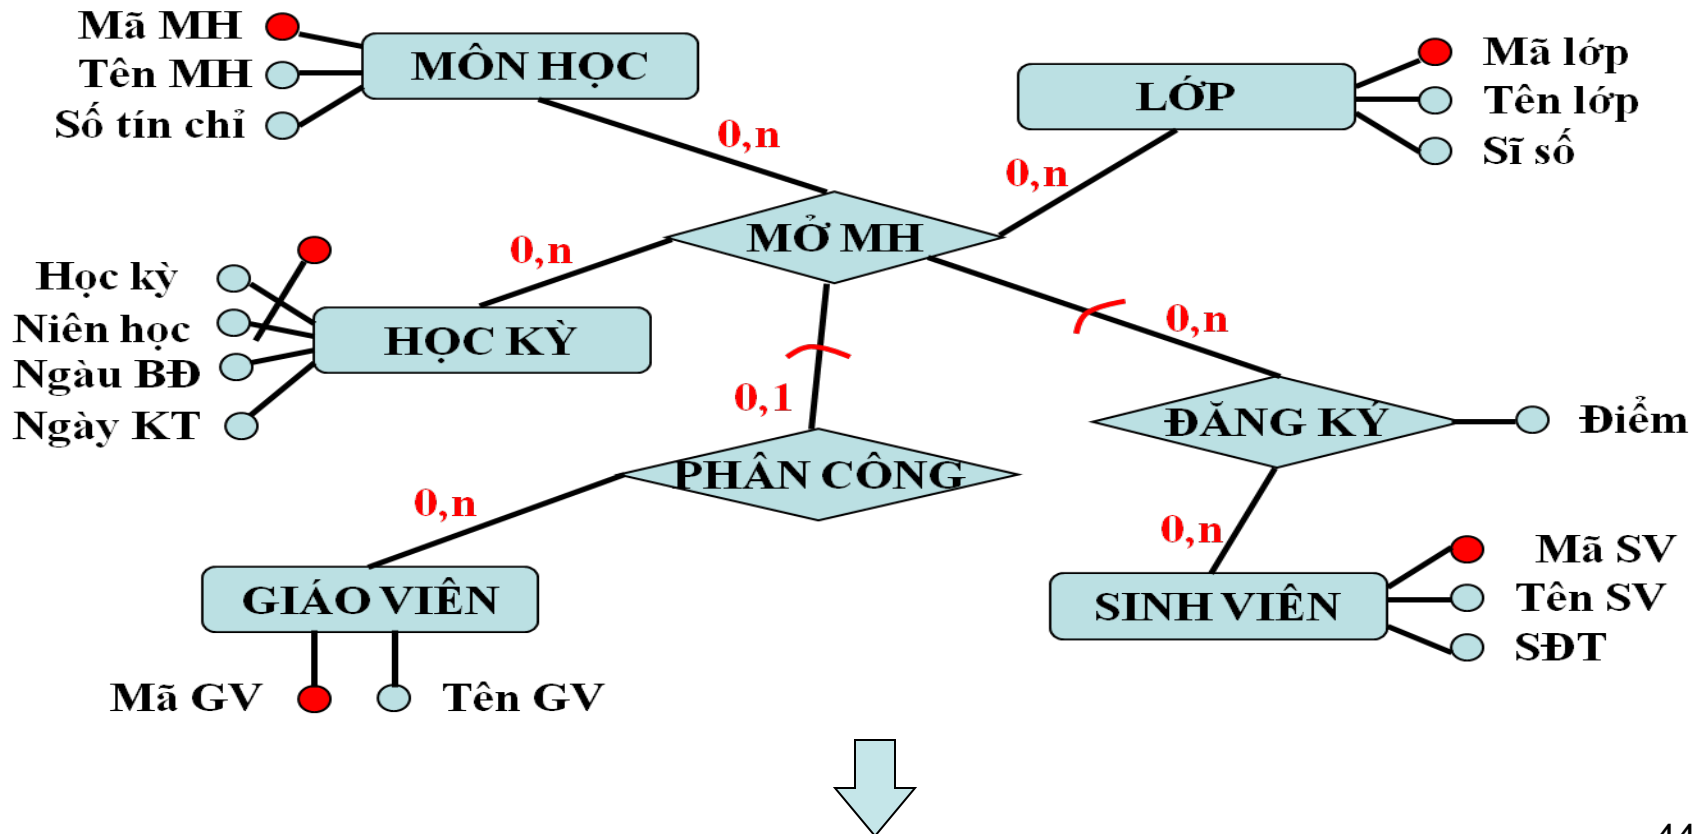 Mã MH
Tên MH
Số tín chỉ
MÔN HỌC
0,n
LỚP
Mã lớp
Tên lớp
Sĩ số
0,n
MỞ MH
0,n
Học kỳ
Niên học
Ngàu BĐ
Ngày KT
HỌC KỲ
0,n
0,1
ĐĂNG KÝ
Điểm
PHÂN CÔNG
0,n
0,n
GIÁO VIÊN
Mã GV
Tên GV
SINH VIÊN
Mã SV
Tên SV
SĐT
44